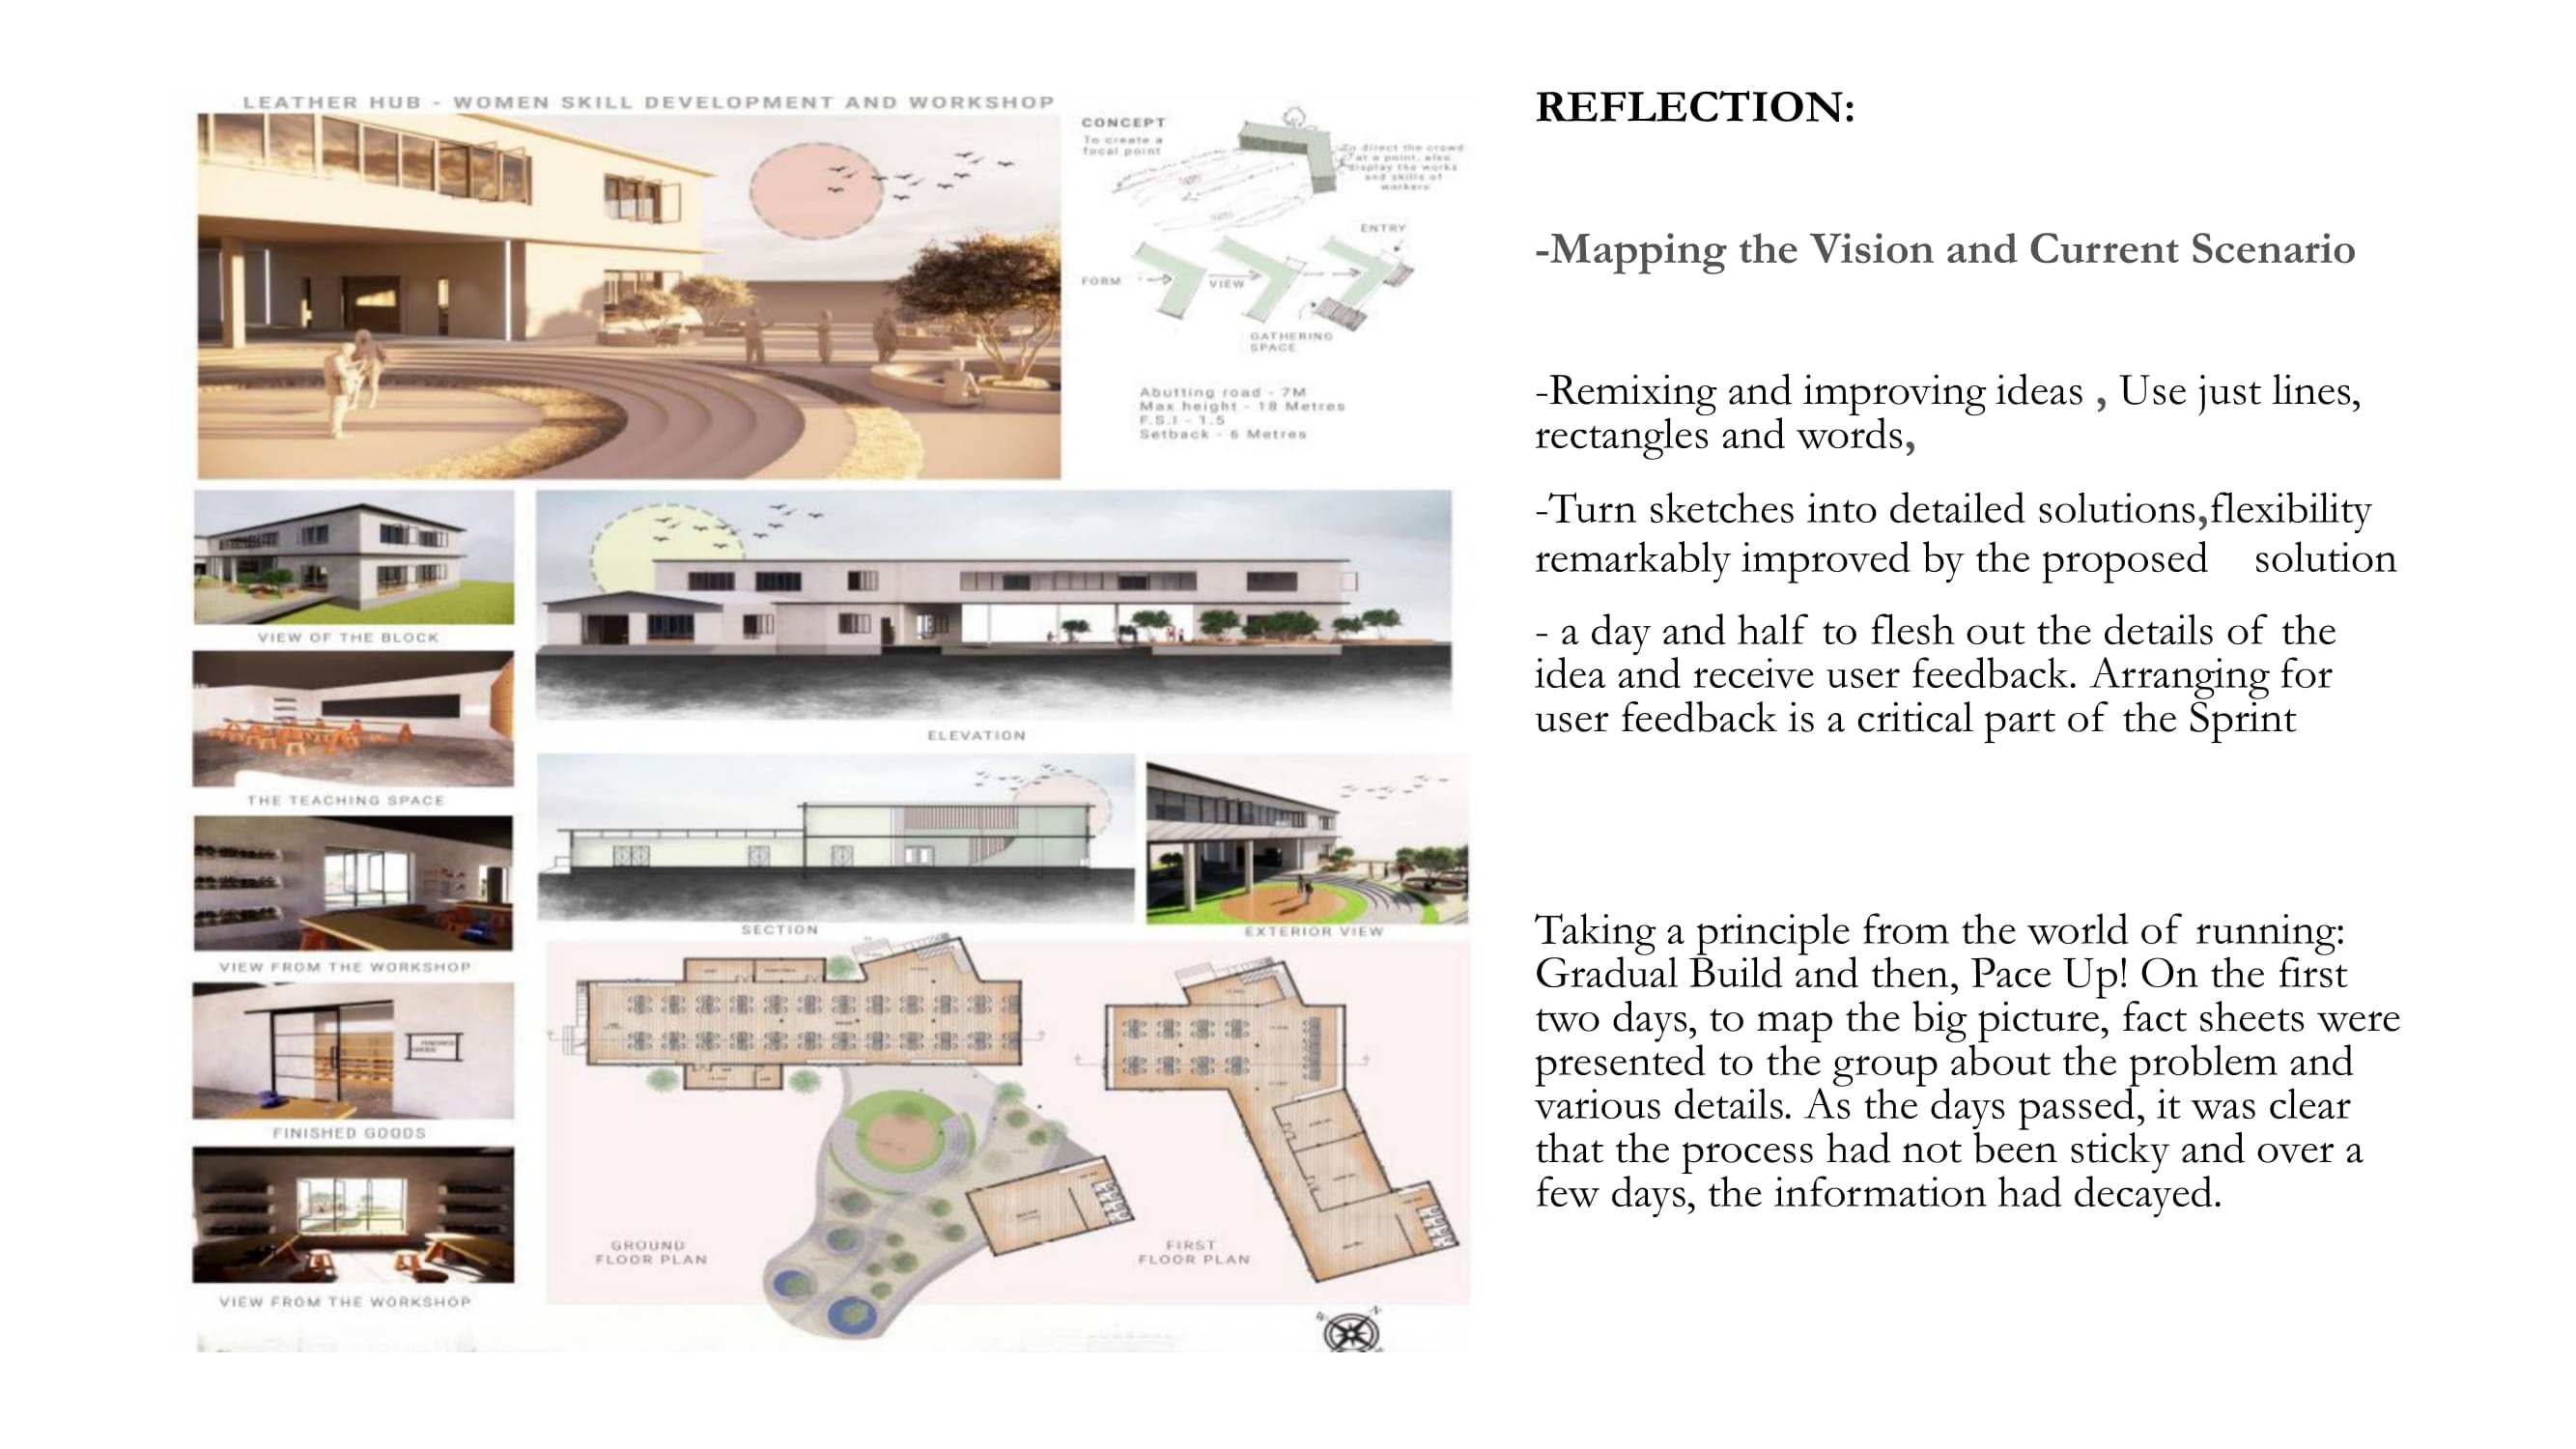 LEATHER HUB - WOMEN SKILL DEVELOPMENT AND WORKSHOP
CONCEPT
To create a
focal point
To direct the crowd
at a point, also
display the works
and skills of
workers
ENTRY
FORM
VIEW
GATHERING
SPACE
Abutting road - 7M
Max height - 18 Metres
F.S.I - 1.5
Setback - 6 Metres
VIEW OF THE BLOCK
ELEVATION
THE TEACHING SPACE
SECTION
EXTERIOR VIEW
VIEW FROM THE WORKSHOP
FINISHED
GOODS
FINISHED GOODS
GROUND
FLOOR PLAN
FIRST
FLOOR PLAN
VIEW FROM THE WORKSHOP
W
N
REFLECTION:
-Mapping the Vision and Current Scenario
-Remixing and improving ideas , Use just lines,
rectangles and words,
-Turn sketches into detailed solutions,flexibility
remarkably improved by the proposed solution
- a day and half to flesh out the details of the
idea and receive user feedback. Arranging for
user feedback is a critical part of the Sprint
Taking a principle from the world of running:
Gradual Build and then, Pace Up! On the first
two days, to map the big picture, fact sheets were
presented to the group about the problem and
various details. As the days passed, it was clear
that the process had not been sticky and over a
few days, the information had decayed.